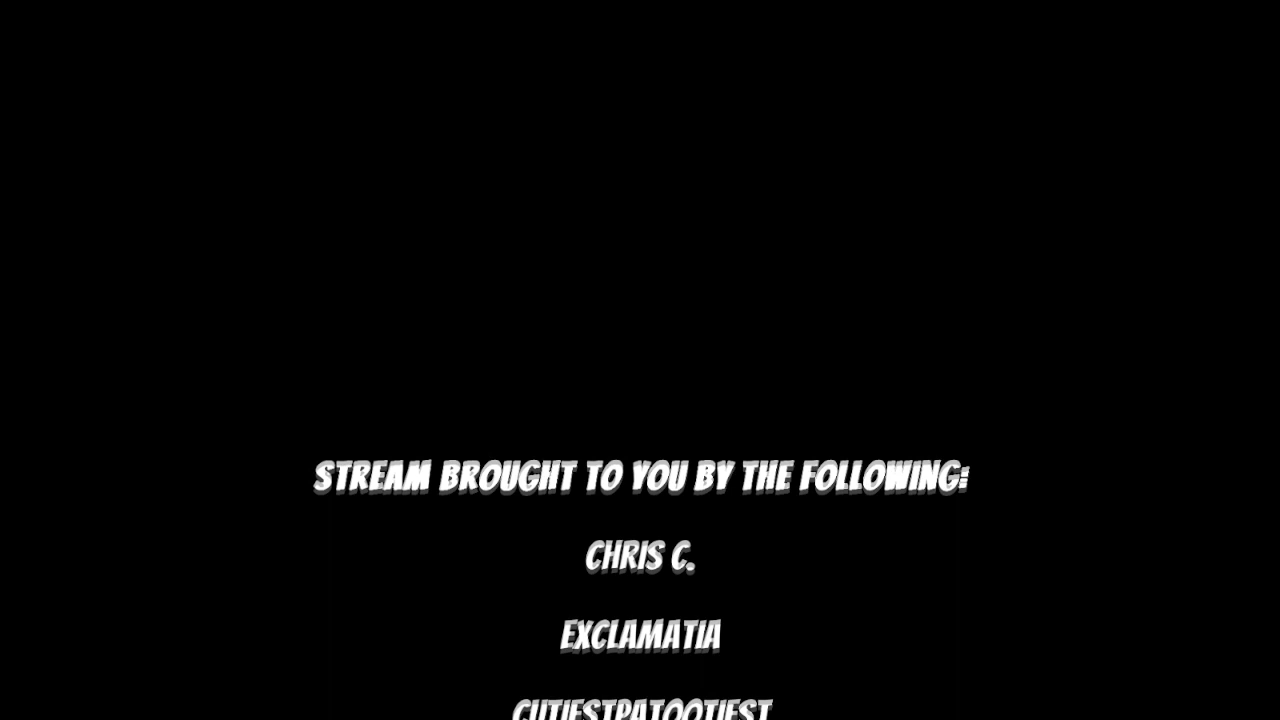 STREAM BROUGHT TO YOU BY THE FOLLOWING:
CHRIS C.
EXCLAMATIA
CUTIESTPATOOTIEST